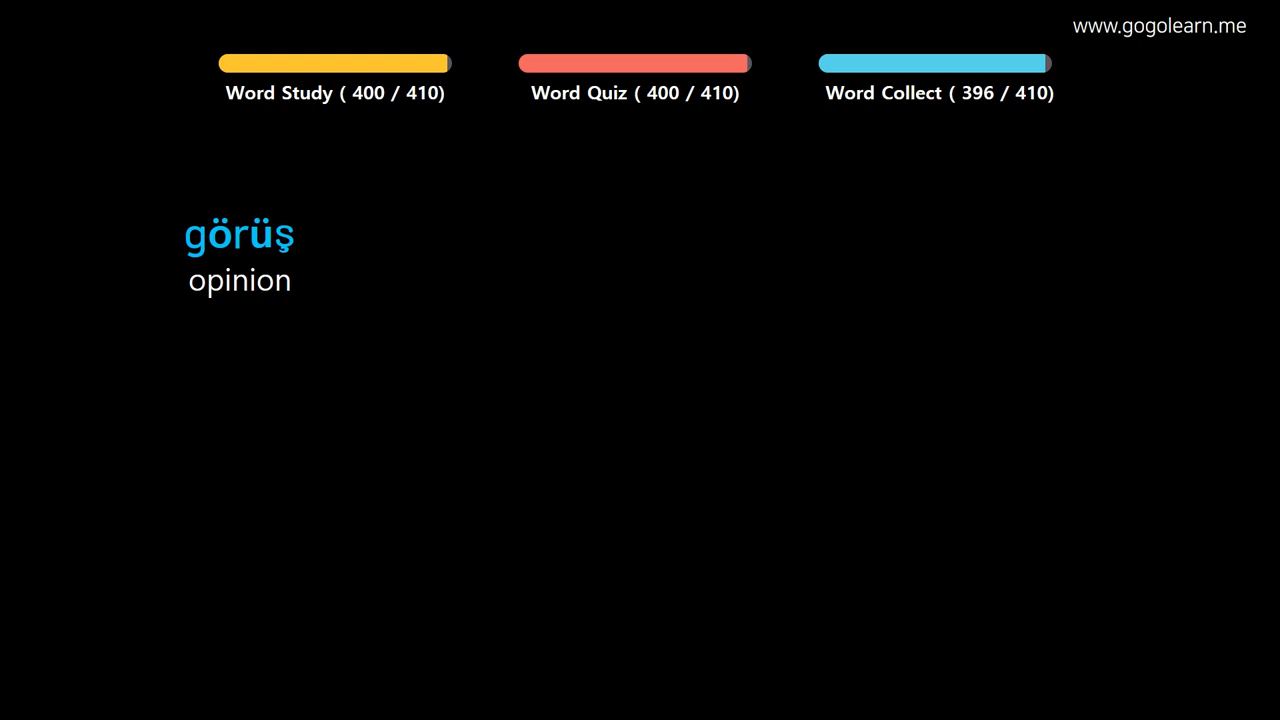 www.gogolearn.me
Word Study ( 400 / 410)
Word Quiz ( 400 / 410)
Word Collect ( 396 / 410)
görüş
opinion